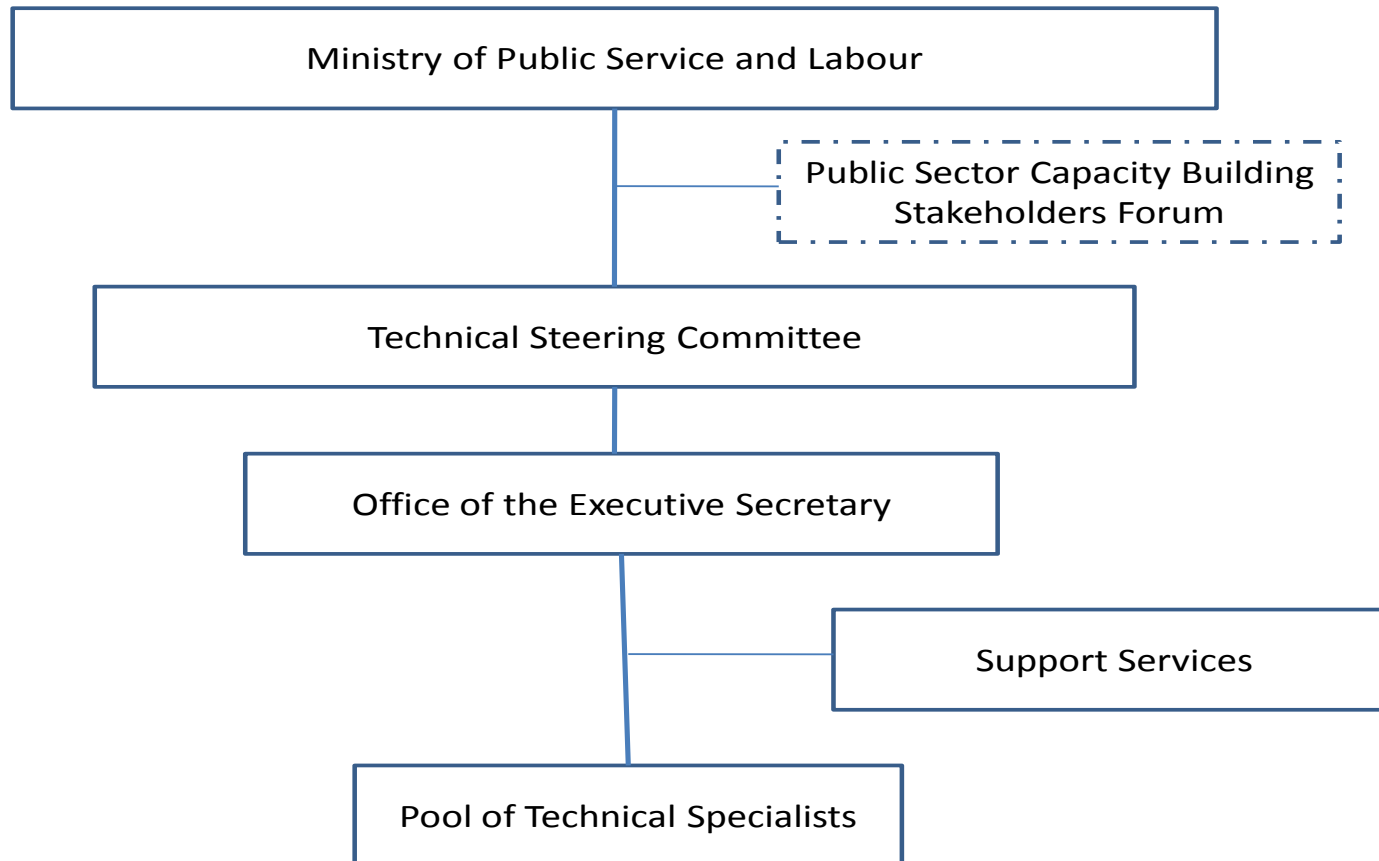 Ministry of Public Service and Labour
Public Sector Capacity Building
Stakeholders Forum
Technical Steering Committee
Office of the Executive Secretary
Support Services
Pool of Technical Specialists